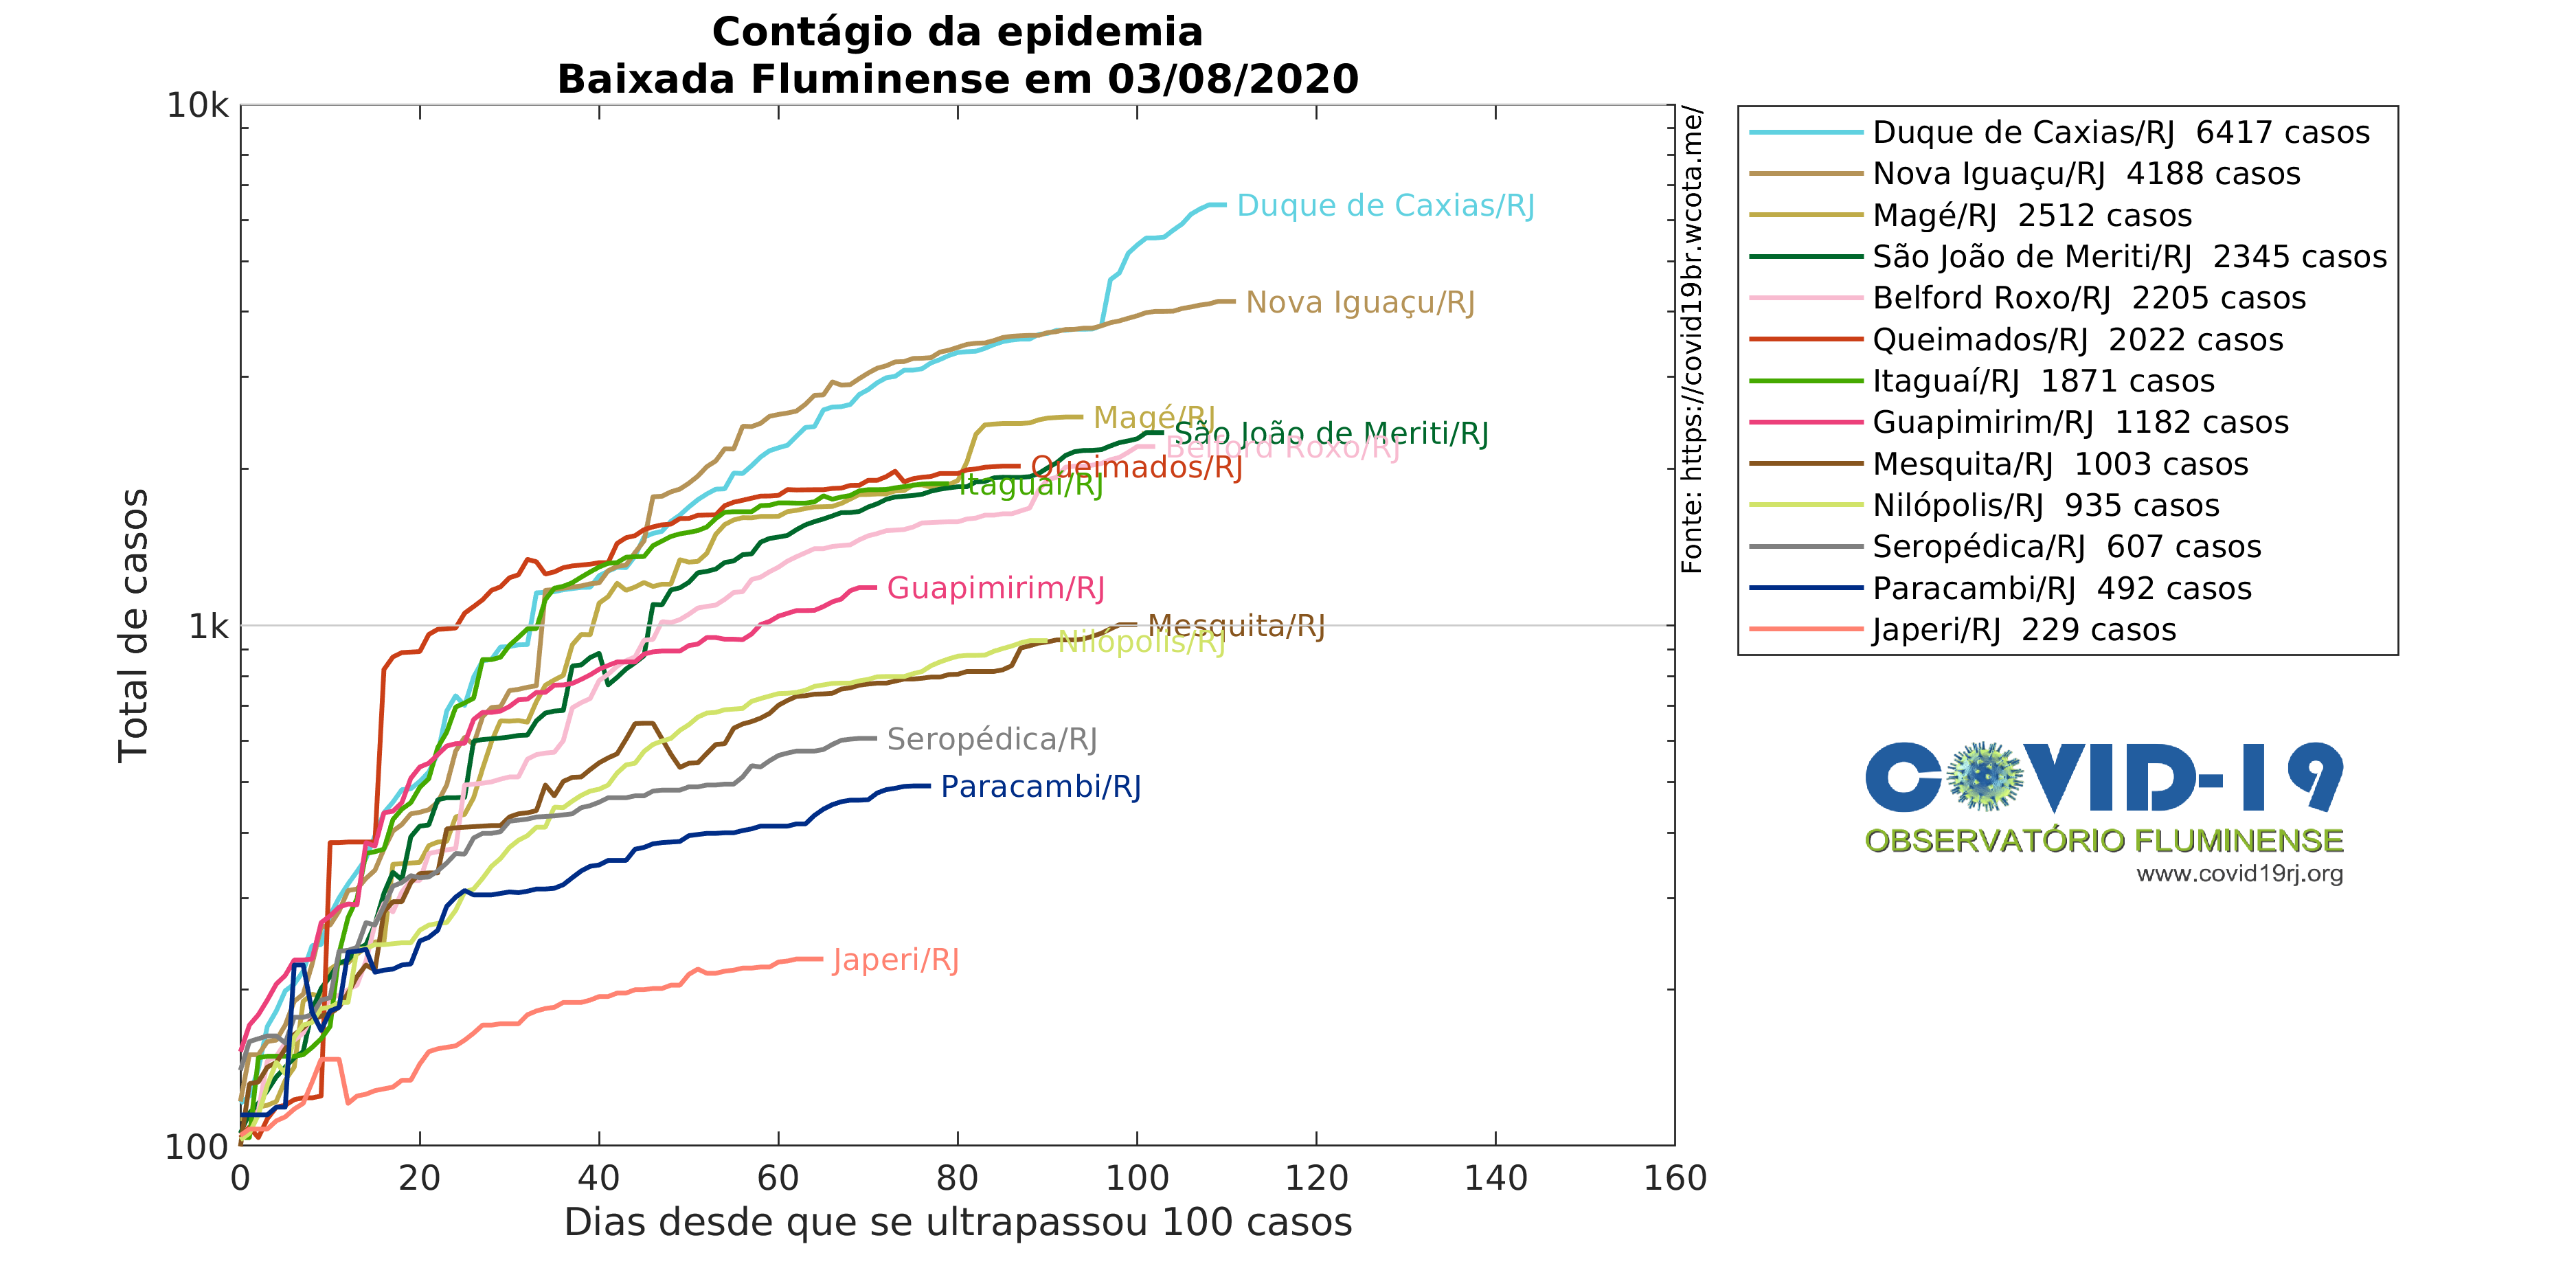 Contágio da epidemia
Baixada Fluminense em 03/08/2020
10k
1k
100
Total de casos
0 20 40 60 80 100 120 140 160
Dias desde que se ultrapassou 100 casos
Duque de Caxias/RJ
Nova Iguaçu/RJ
Magé/RJ
São João de Meriti/RJ
Belford Roxo/RJ
Queimados/RJ
Itaguaí/RJ
Guapimirim/RJ
Mesquita/RJ
Nilópolis/RJ
Seropédica/RJ
Paracambi/RJ
Japeri/RJ
Fonte: https://covid19br.wcota.me/
Duque de Caxias/RJ 6417 casos
Nova Iguaçu/RJ 4188 casos
Magé/RJ 2512 casos
São João de Meriti/RJ 2345 casos
Belford Roxo/RJ 2205 casos
Queimados/RJ 2022 casos
Itaguaí/RJ 1871 casos
Guapimirim/RJ 1182 casos
Mesquita/RJ 1003 casos
Nilópolis/RJ 935 casos
Seropédica/RJ 607 casos
Paracambi/RJ 492 casos
Japeri/RJ 229 casos
COVID-19
OBSERVATÓRIO FLUMINENSE
www.covid19rj.org